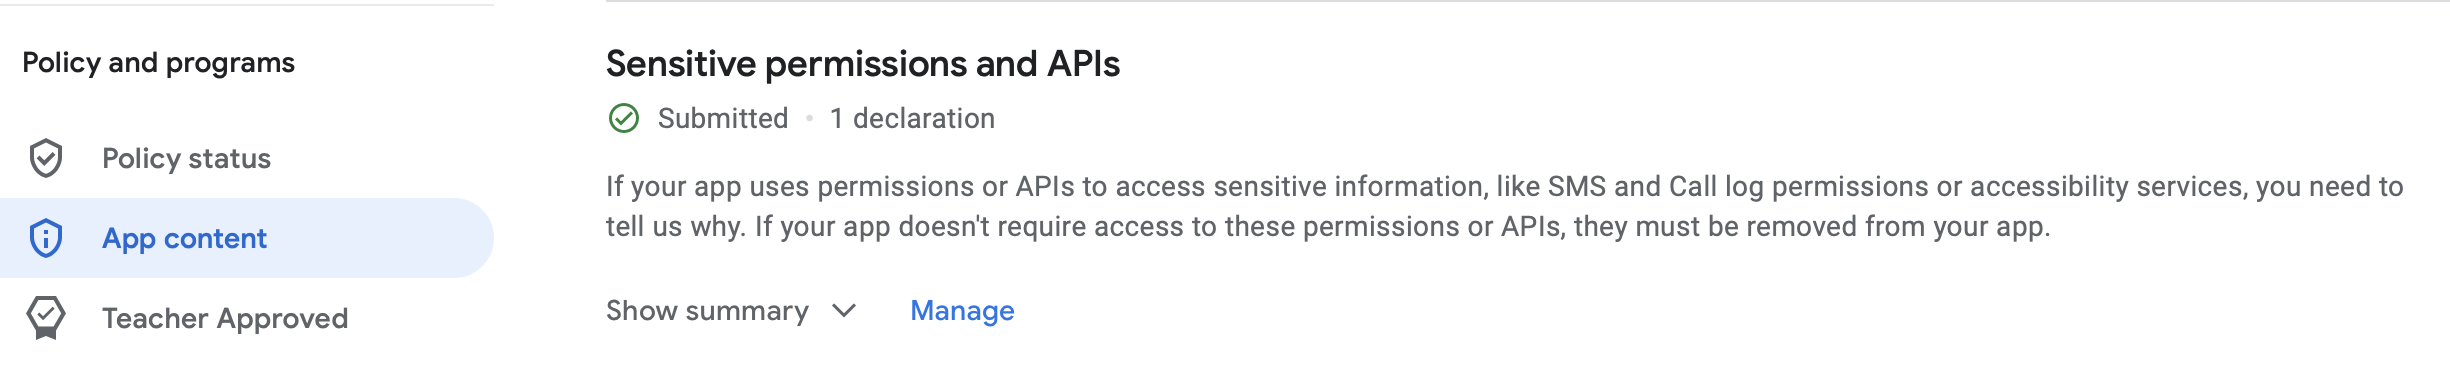 Policy and programs
Policy status
App content
Teacher Approved
Sensitive permissions and APIs
Submitted • 1 declaration
If your app uses permissions or APIs to access sensitive information, like SMS and Call log permissions or accessibility services, you need to
tell us why. If your app doesn't require access to these permissions or APIs, they must be removed from your app.
Show summary Manage